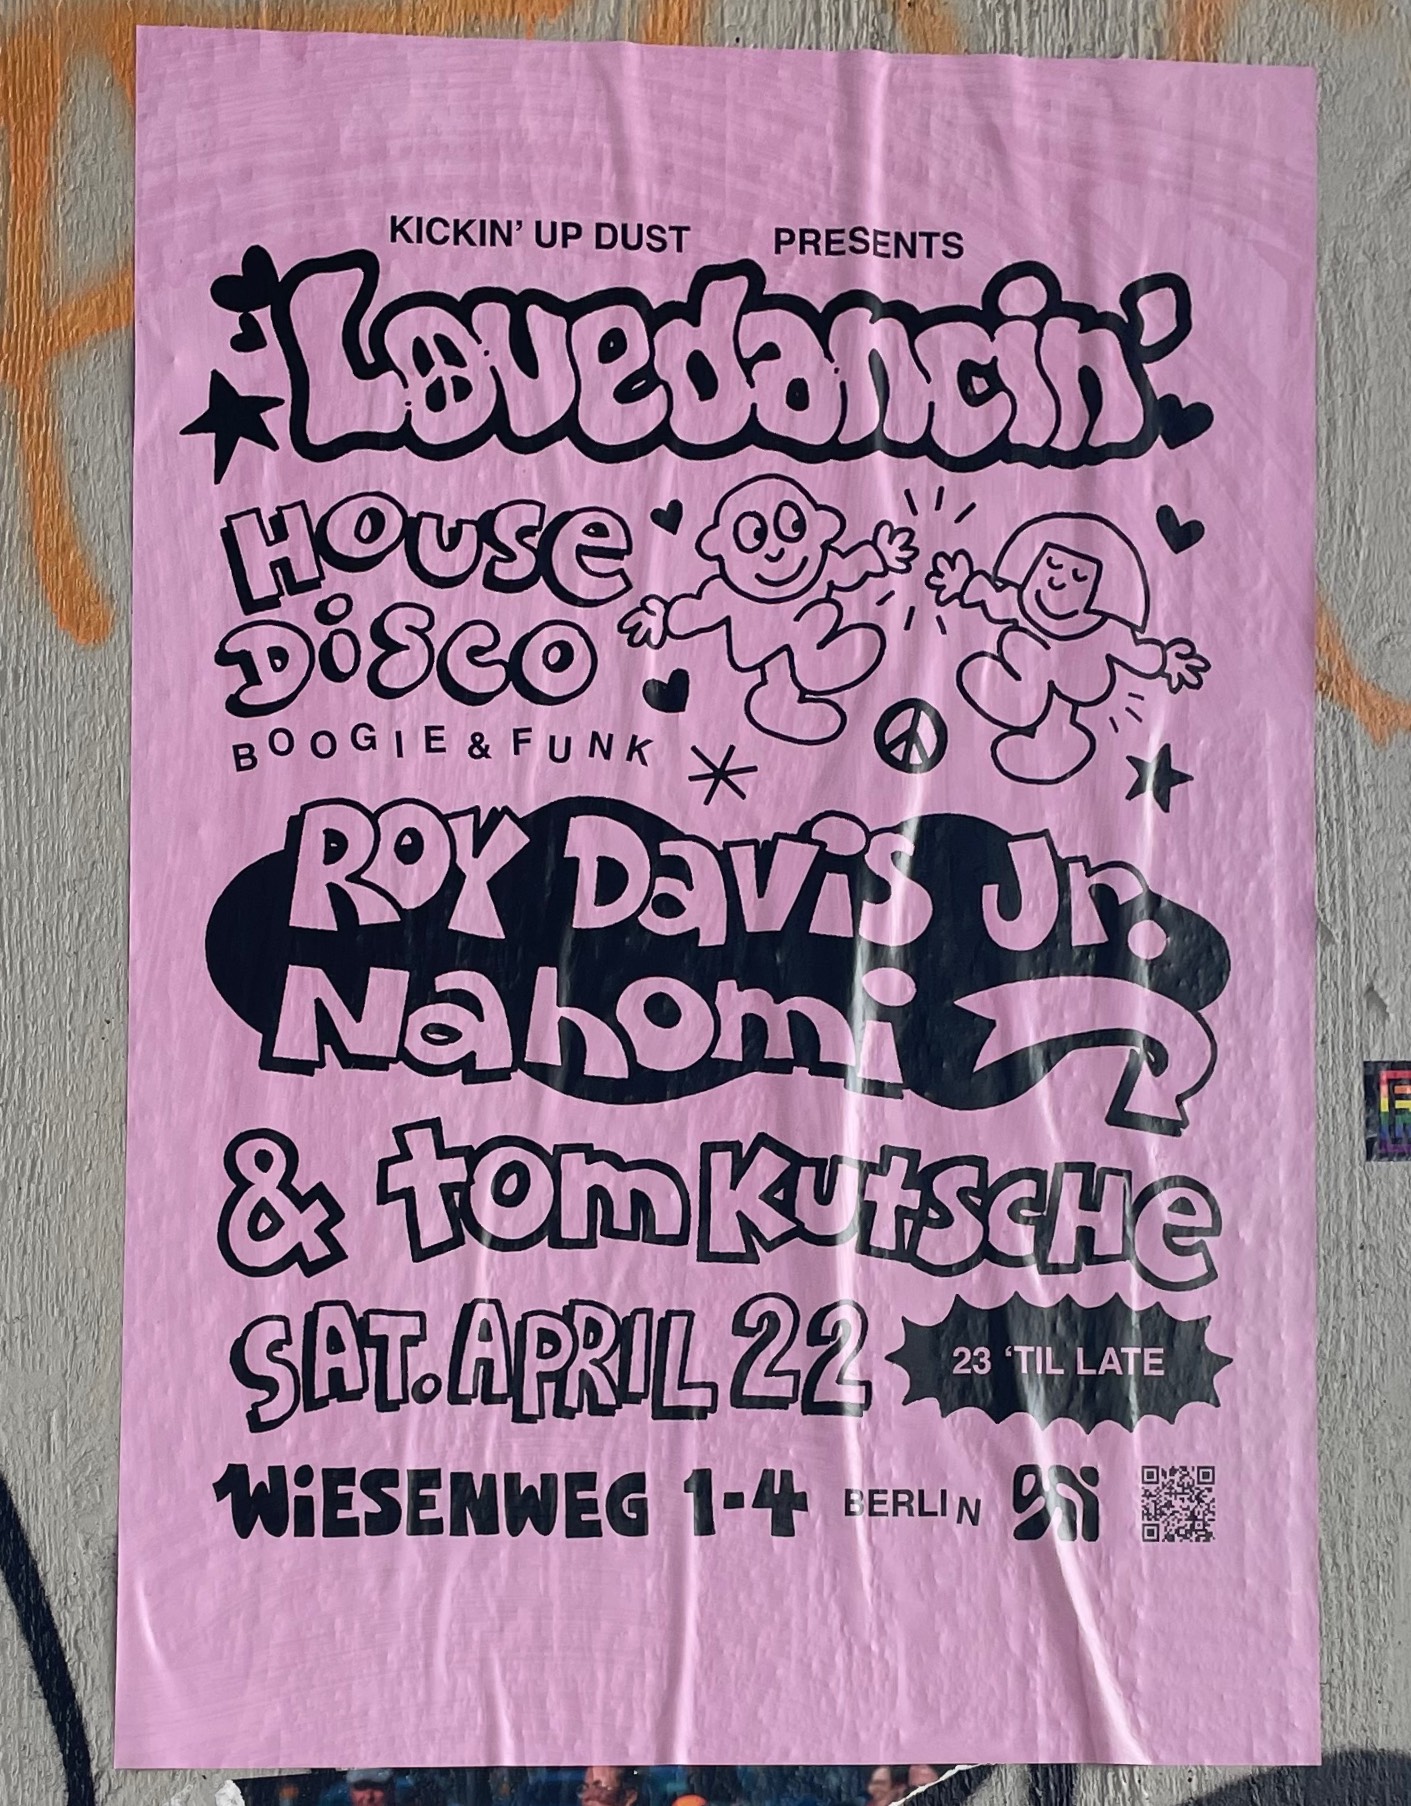 KICKIN' UP DUST PRESENTS
Lovedancin'
House
Disco
BOOGIE & FUNK
ROY Davis Jr.
Nahomi
& tom KutscHe
SAT. APRIL 22
23 'TIL LATE
WiESENWEG 1-4 BERLIN